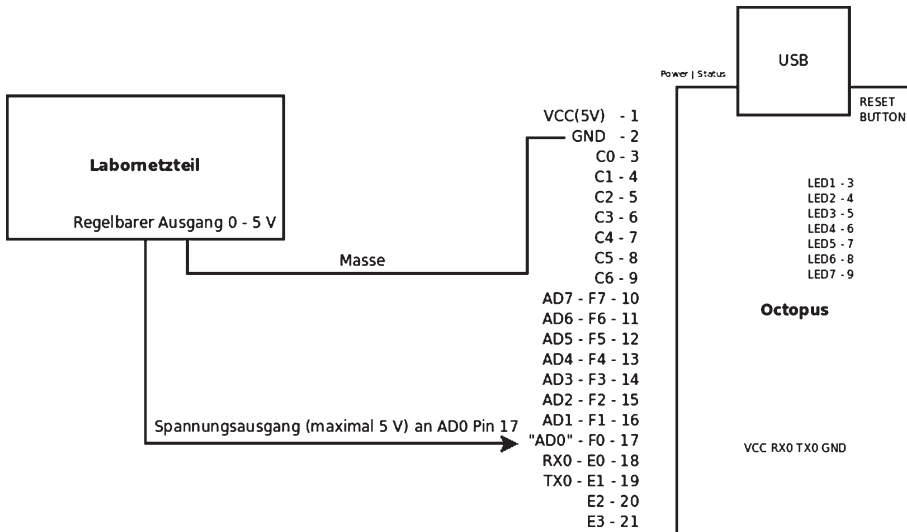 USB
Power | Status
RESET
BUTTON
Labornetzteil
Regelbarer Ausgang 0 - 5 V
Masse
Spannungsausgang (maximal 5 V) an AD0 Pin 17
VCC(5V) - 1
GND - 2
C0 - 3
C1 - 4
C2 - 5
C3 - 6
C4 - 7
C5 - 8
C6 - 9
AD7 - F7 - 10
AD6 - F6 - 11
AD5 - F5 - 12
AD4 - F4 - 13
AD3 - F3 - 14
AD2 - F2 - 15
AD1 - F1 - 16
"AD0" - F0 - 17
RX0 - E0 - 18
TX0 - E1 - 19
E2 - 20
E3 - 21
LED1 - 3
LED2 - 4
LED3 - 5
LED4 - 6
LED5 - 7
LED6 - 8
LED7 - 9
Octopus
VCC RX0 TX0 GND